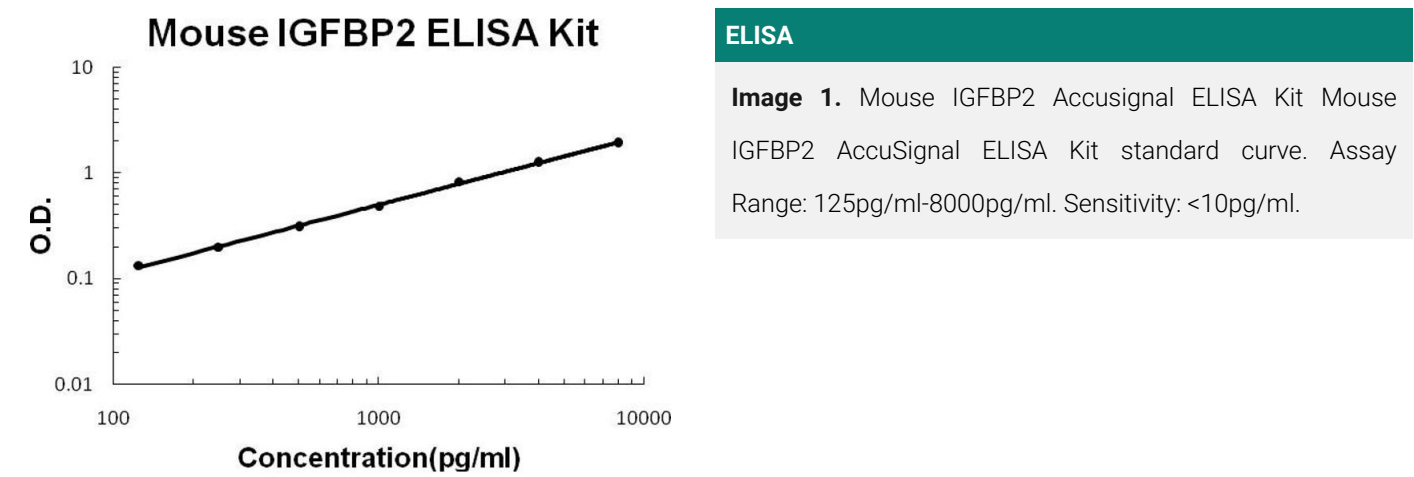 Mouse IGFBP2 ELISA Kit
10
1
0.1
0.01
O.D.
100
1000
10000
Concentration(pg/ml)
ELISA
Image 1. Mouse IGFBP2 Accusignal ELISA Kit Mouse
IGFBP2 AccuSignal ELISA Kit standard curve. Assay
Range: 125pg/ml-8000pg/ml. Sensitivity: <10pg/ml.